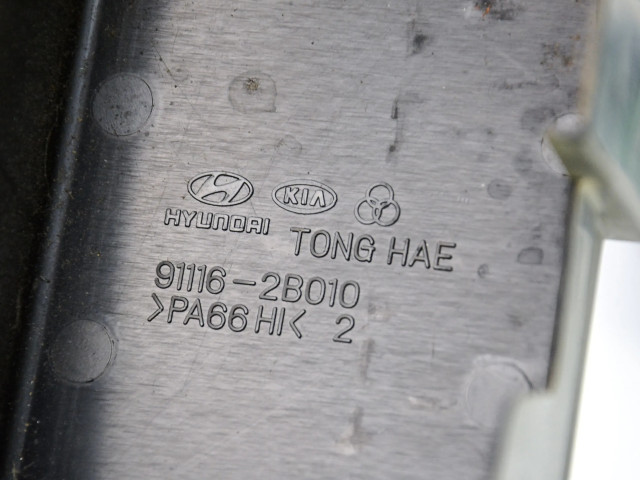 KIA
HYUNDAI
TONG HAE
91116-2B010
>PA66 HI< 2